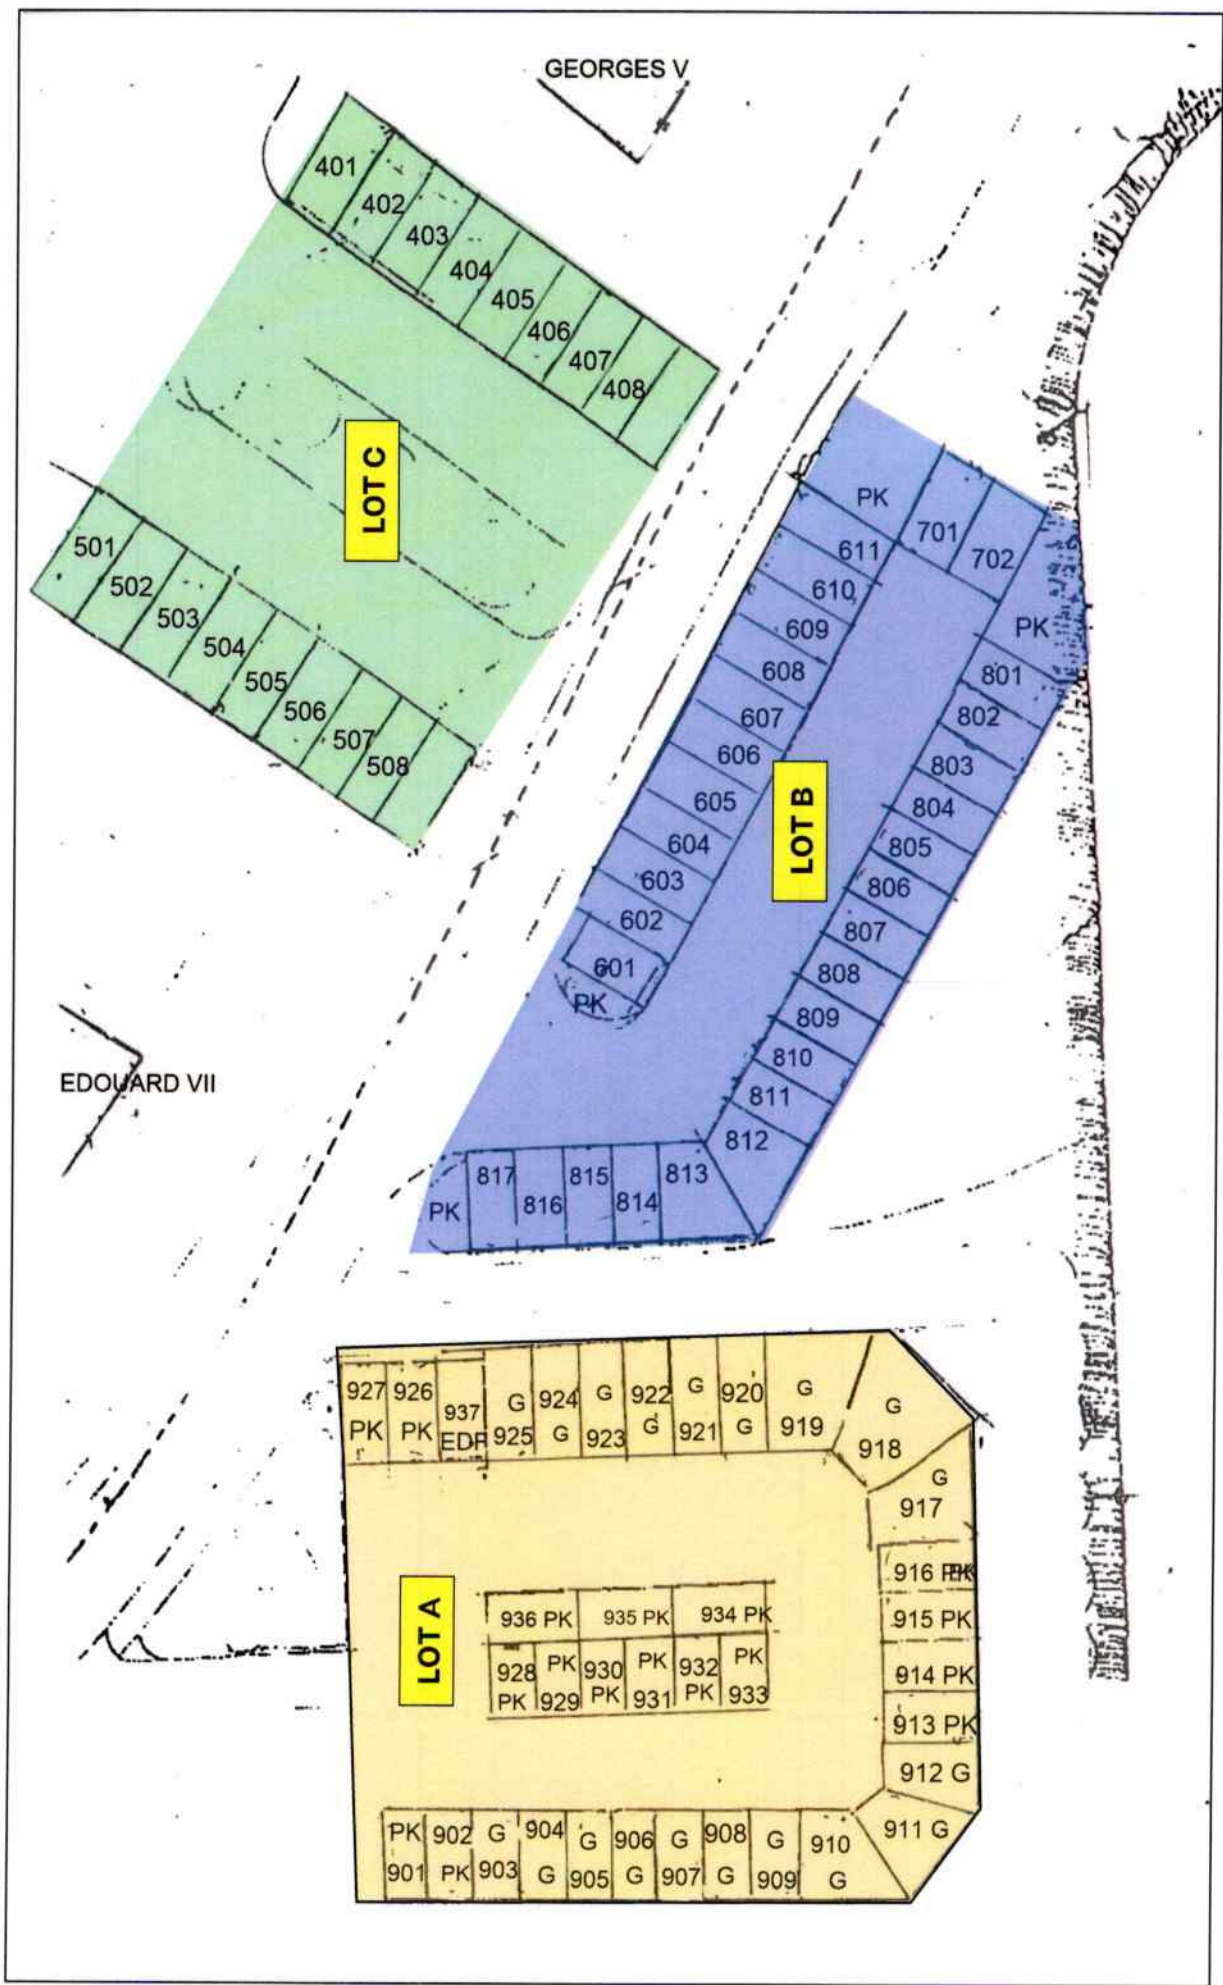 GEORGES V
401
402
403
404
405
406
407
408
LOT C
501
502
503
504
505
506
507
508
PK
701
702
611
610
609
608
607
606
605
604
603
602
601
PK
LOT B
PK
801
802
803
804
805
806
807
808
809
810
811
812
813
814
815
816
817
PK
EDOUARD VII
927 PK
926 PK
937 EDF
G 925
924 G
G 923
922 G
G 921
920 G
G 919
G 918
G 917
916 PK
915 PK
914 PK
913 PK
912 G
911 G
LOT A
936 PK
935 PK
934 PK
928 PK
PK 929
930 PK
PK 931
932 PK
PK 933
PK 901
902 PK
G 903
904 G
G 905
906 G
G 907
908 G
G 909
910 G